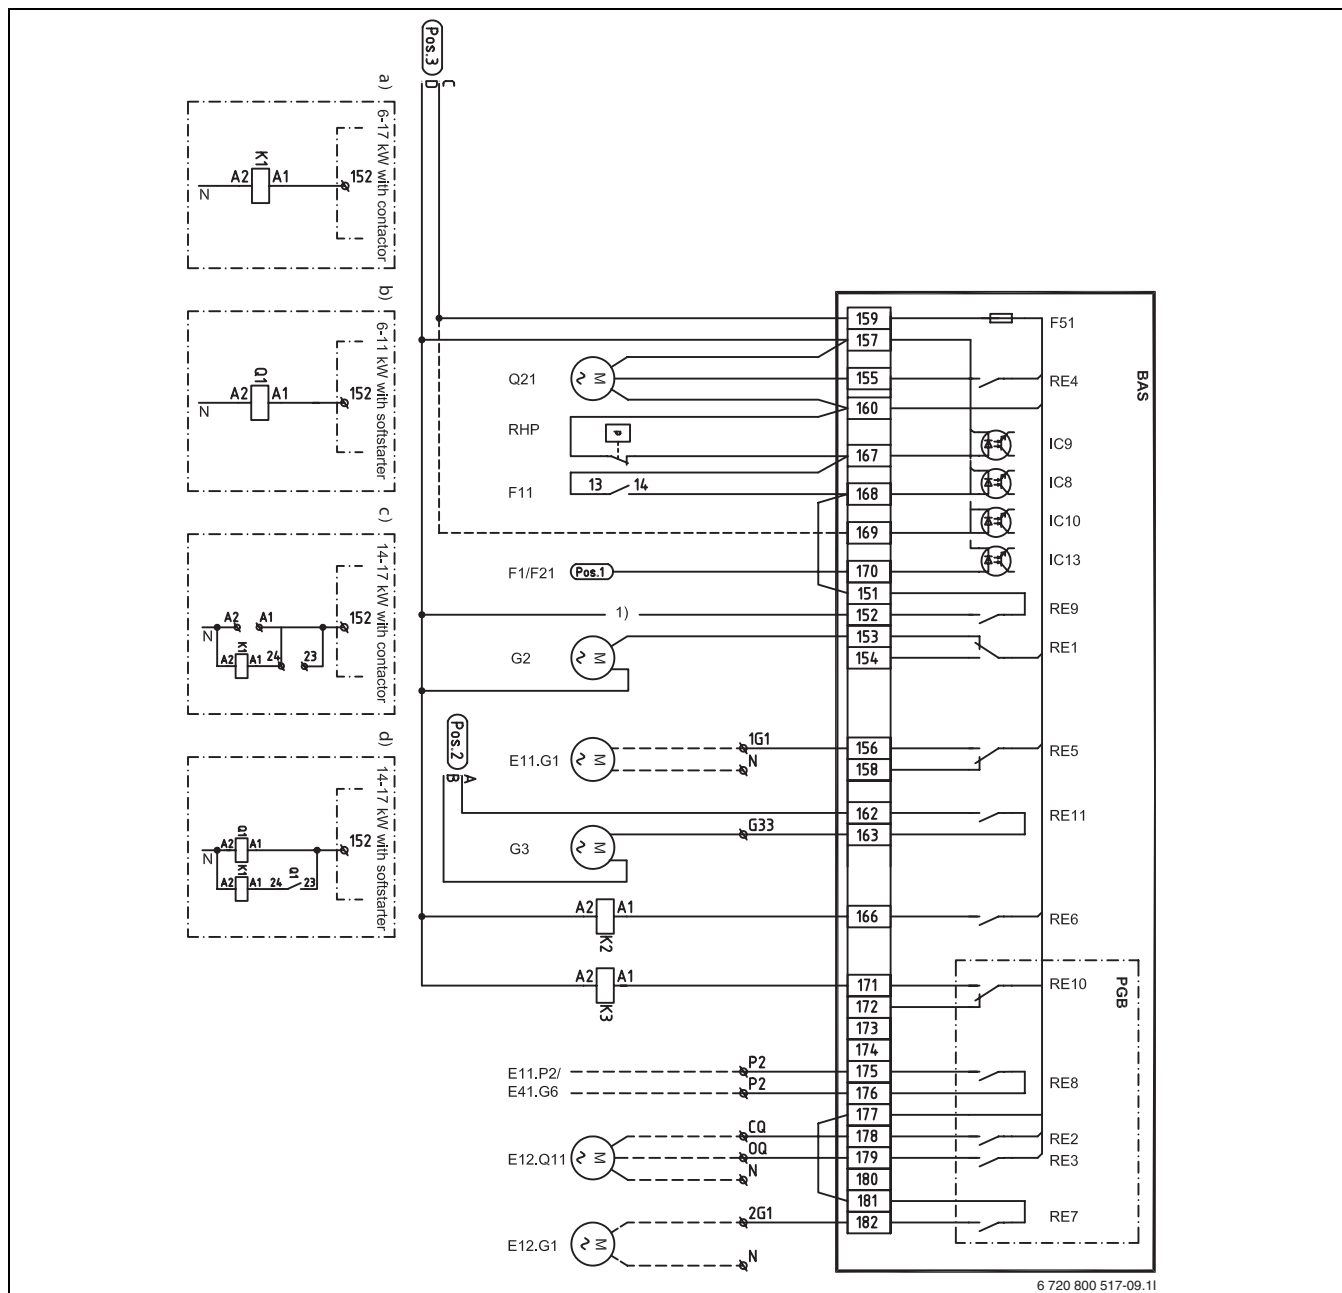 Pos.3
D C
a)
6-17 kW with contactor
K1
A2 A1
152
N
b)
6-11 kW with softstarter
Q1
A2 A1
152
N
c)
14-17 kW with contactor
A2 A1
152
N
K1
A2 A1 24 23
d)
14-17 kW with softstarter
Q1
A2 A1
152
N
K1
A2 A1 24 23
Q1
BAS
159 F51
157
Q21 M 155 RE4
160
RHP P IC9
167
F11 13 14 IC8
168
169 IC10
F1/F21 Pos.1 170 IC13
151
1) 152 RE9
153
G2 M 154 RE1
Pos.2
B A
E11.G1 M 1G1 156 RE5
N 158
162 RE11
G3 M G33 163
A2 A1 166 RE6
K2
PGB
A2 A1 171 RE10
K3
172
173
174
E11.P2/ P2 175 RE8
E41.G6 P2 176
177
CQ 178 RE2
E12.Q11 M OQ 179 RE3
N 180
181
2G1 182 RE7
E12.G1 M
N
6 720 800 517-09.1I